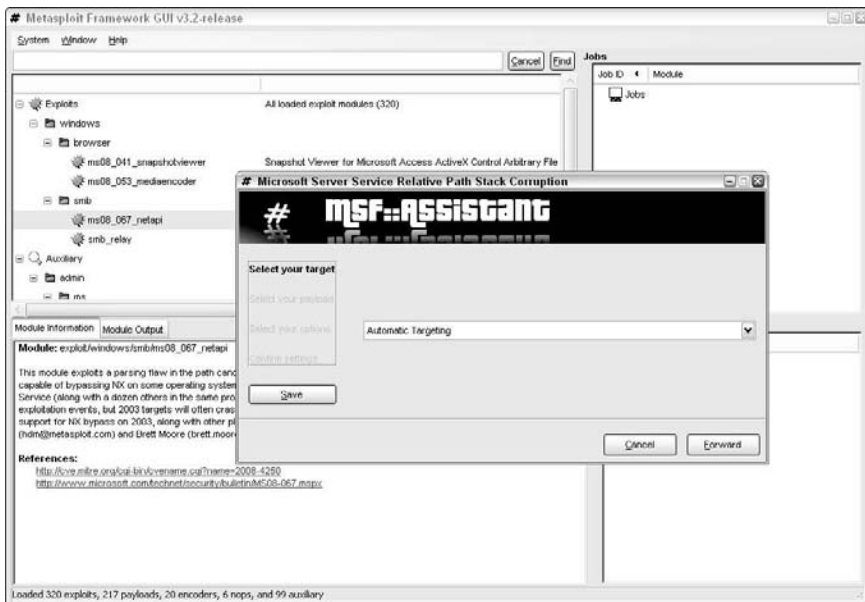 # Metasploit Framework GUI v3.2-release
System Window Help
Cancel Find
Jobs
Job ID Module
Jobs
Exploits All loaded exploit modules (320)
windows
browser
ms08_041_snapshotviewer Snapshot Viewer for Microsoft Access ActiveX Control Arbitrary File
ms08_053_mediaencoder
smb
ms08_067_netapi
smb_relay
Auxiliary
admin
ms
# Microsoft Server Service Relative Path Stack Corruption
# MSF::ASSISTANT
Select your target
Select your payload
Select your options
Confirm settings
Automatic Targeting
Save
Cancel Forward
Module Information Module Output
Module: exploit/windows/smb/ms08_067_netapi
This module exploits a parsing flaw in the path canc
capable of bypassing NX on some operating system
Service (along with a dozen others in the same pro
exploitation events, but 2003 targets will often cras
support for NX bypass on 2003, along with other pl
(hdm@metasploit.com) and Brett Moore (brett.moor
References:
http://cve.mitre.org/cgi-bin/cvename.cgi?name=2008-4250
http://www.microsoft.com/technet/security/bulletin/MS08-067.mspx
Loaded 320 exploits, 217 payloads, 20 encoders, 6 nops, and 99 auxiliary